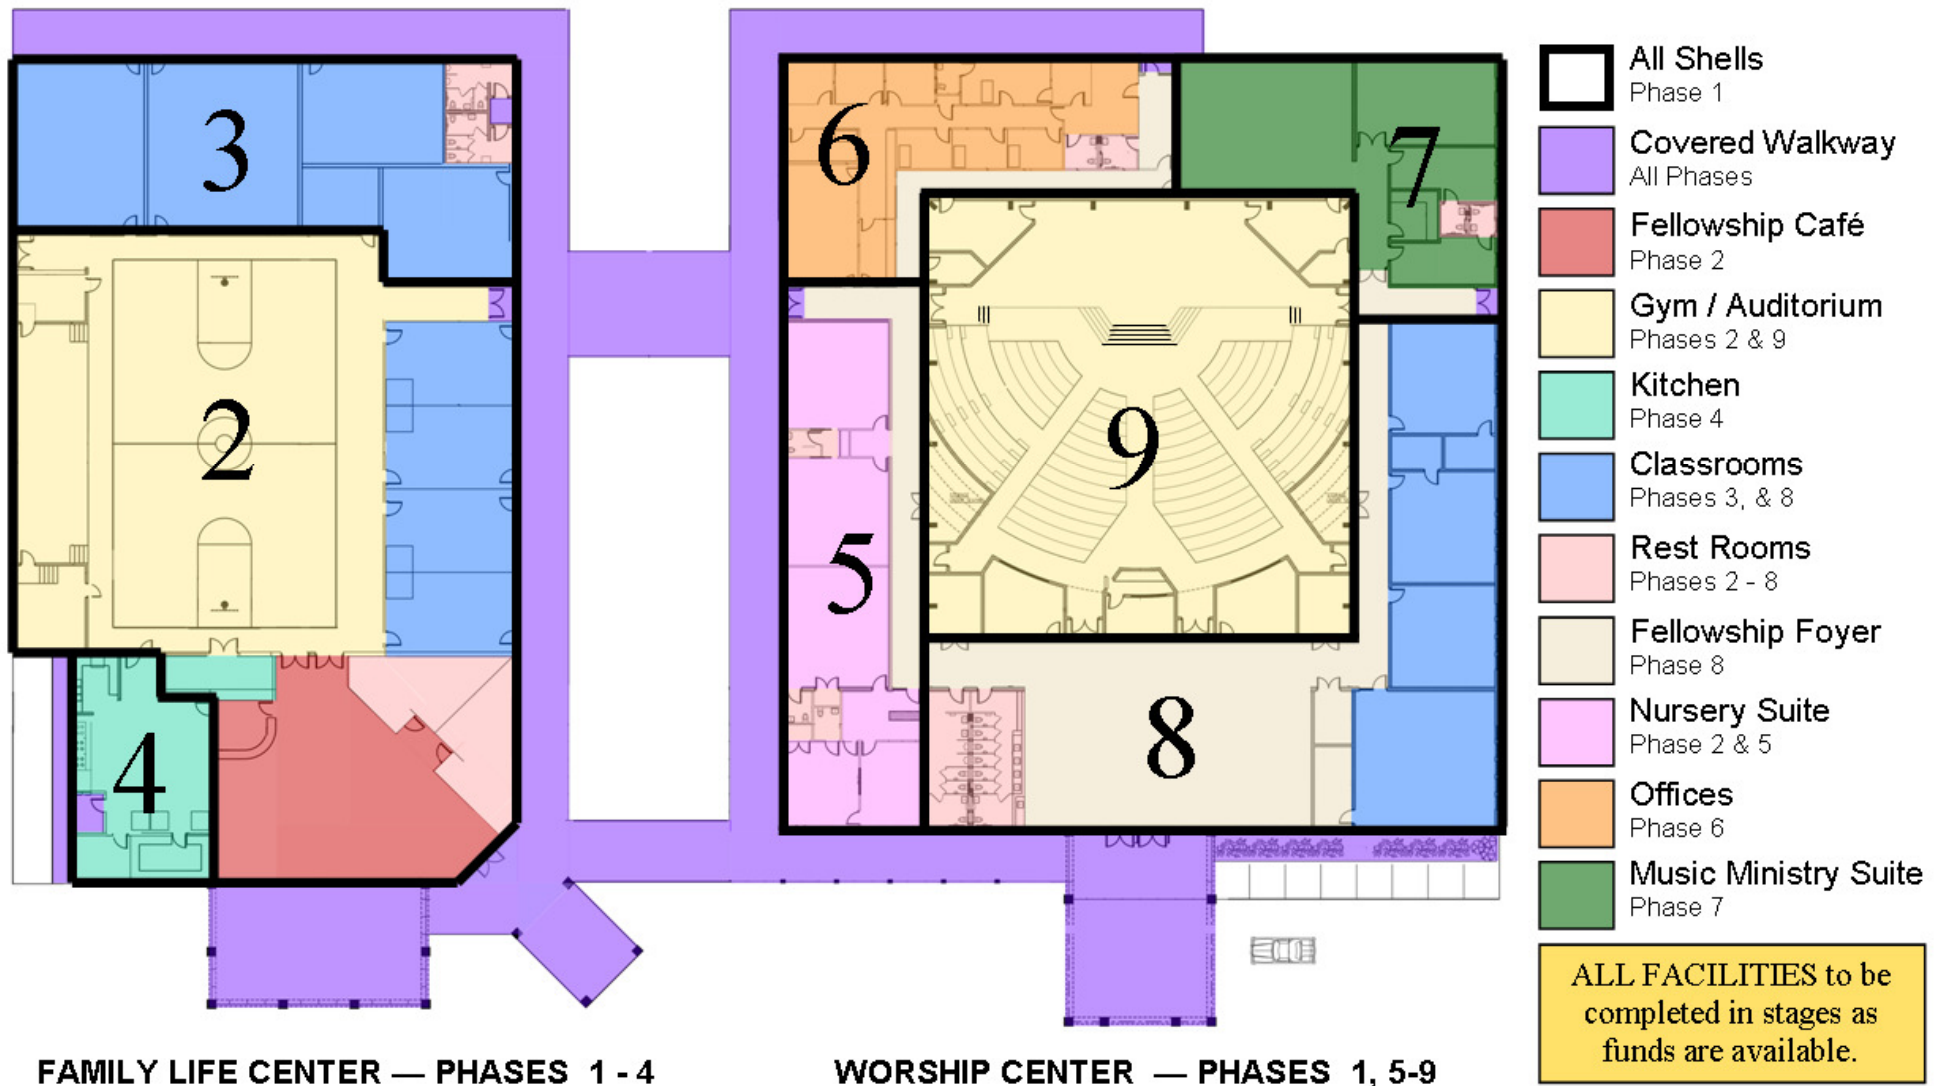 3
2
4
6
7
9
5
8
All Shells
Phase 1
Covered Walkway
All Phases
Fellowship Café
Phase 2
Gym / Auditorium
Phases 2 & 9
Kitchen
Phase 4
Classrooms
Phases 3, & 8
Rest Rooms
Phases 2 - 8
Fellowship Foyer
Phase 8
Nursery Suite
Phase 2 & 5
Offices
Phase 6
Music Ministry Suite
Phase 7
ALL FACILITIES to be
completed in stages as
funds are available.
FAMILY LIFE CENTER — PHASES 1 - 4
WORSHIP CENTER — PHASES 1, 5-9